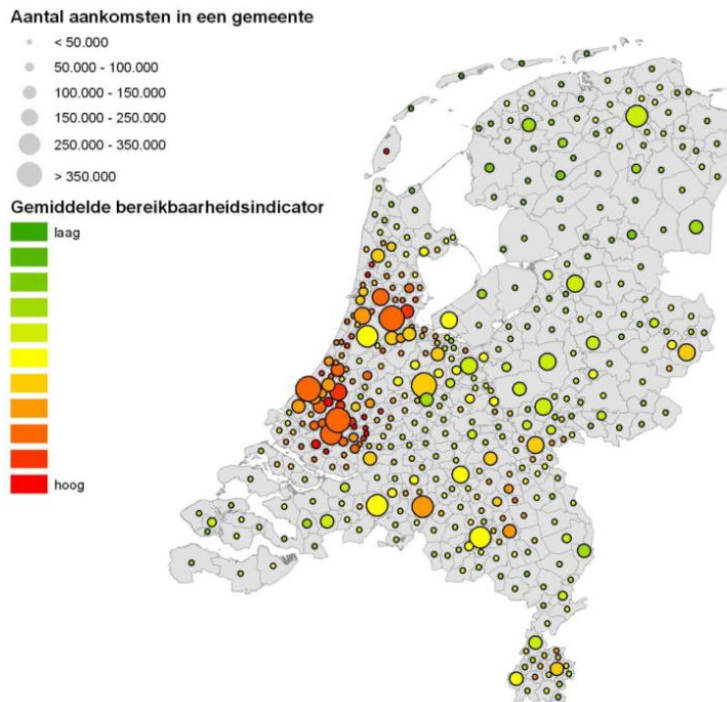 Aantal aankomsten in een gemeente
< 50.000
50.000 - 100.000
100.000 - 150.000
150.000 - 250.000
250.000 - 350.000
> 350.000
Gemiddelde bereikbaarheidsindicator
laag
hoog